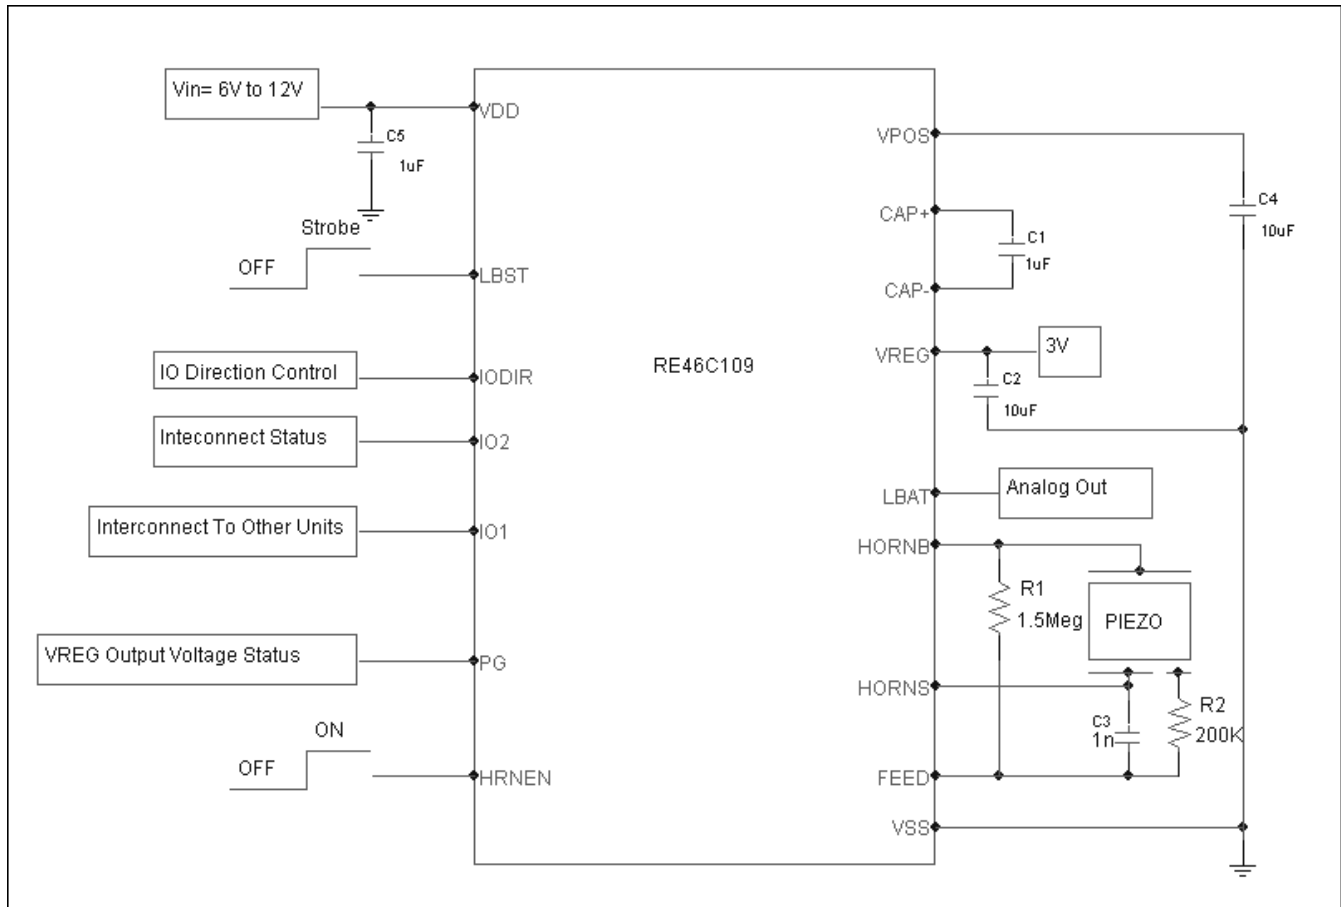 Vin= 6V to 12V
VDD
C5
1uF
Strobe
OFF
LBST
IO Direction Control
IODIR
Inteconnect Status
IO2
Interconnect To Other Units
IO1
VREG Output Voltage Status
PG
ON
OFF
HRNEN
RE46C109
VPOS
C4
10uF
CAP+
C1
1uF
CAP-
VREG
3V
C2
10uF
LBAT
Analog Out
HORNB
R1
1.5Meg
PIEZO
HORNS
C3
1n
R2
200K
FEED
VSS